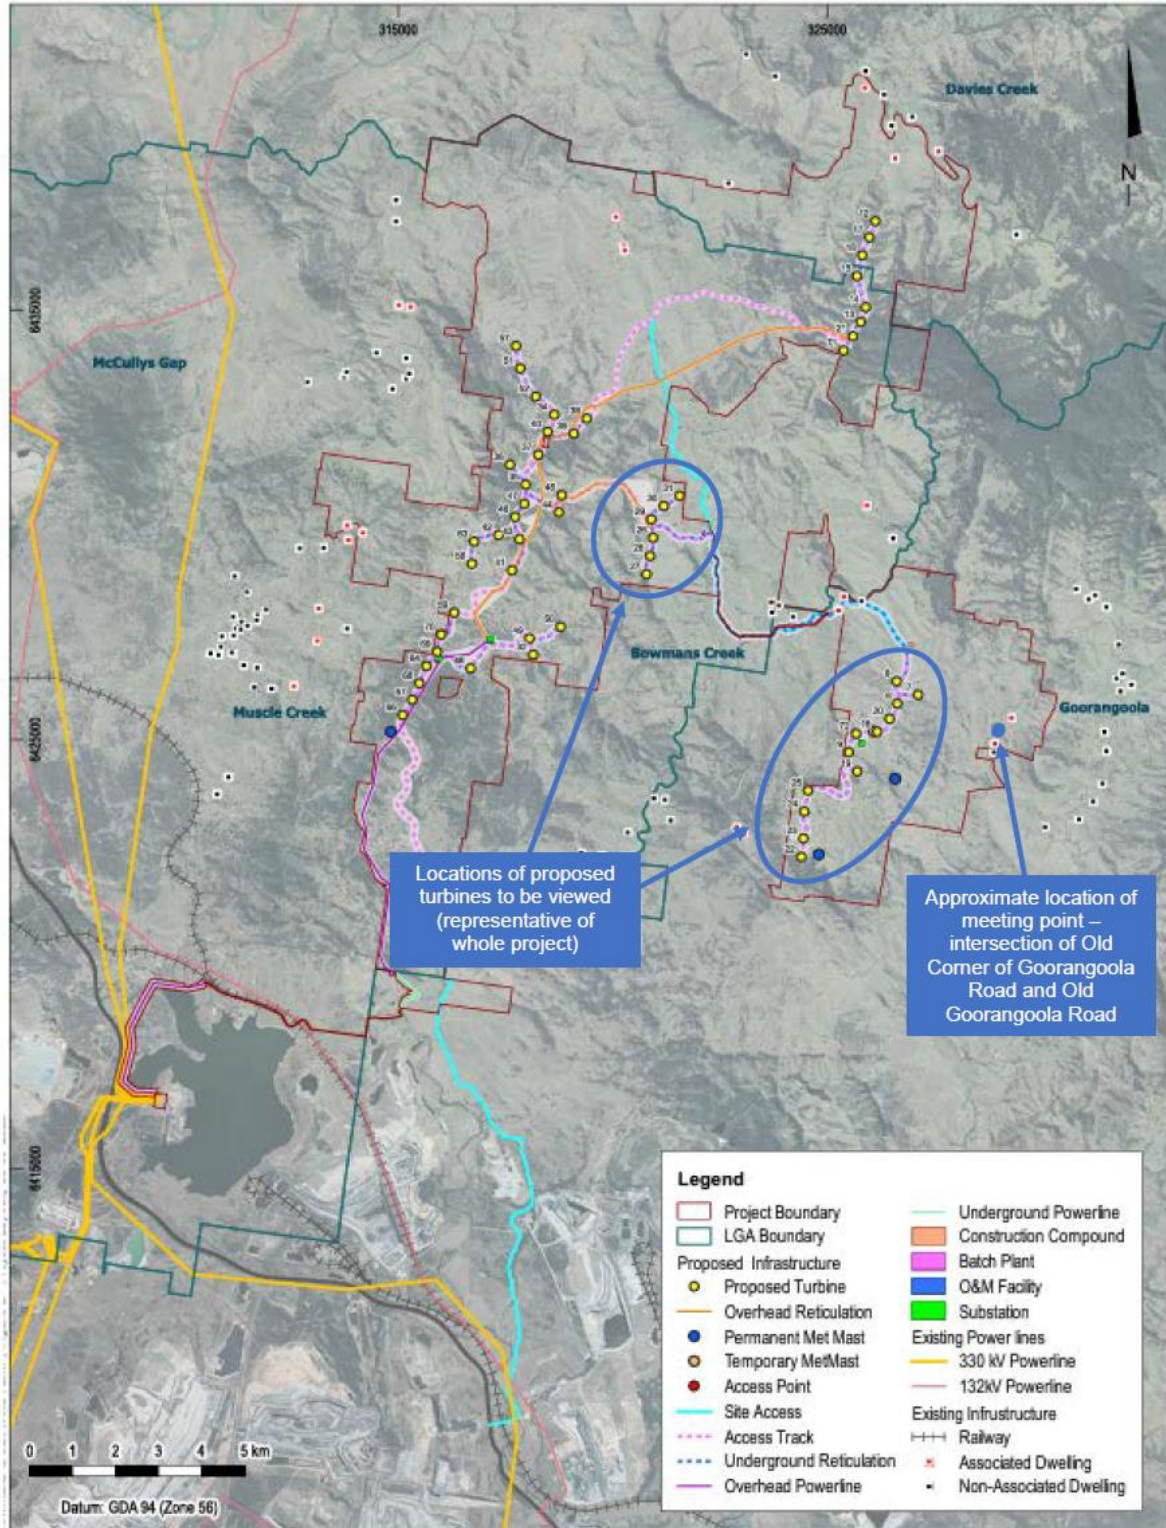 315000
325000
Davies Creek
N
6435000
McCullys Gap
Bowmans Creek
Muscle Creek
Goorangoola
6425000
Locations of proposed
turbines to be viewed
(representative of
whole project)
Approximate location of
meeting point –
intersection of Old
Corner of Goorangoola
Road and Old
Goorangoola Road
6415000
Legend
Project Boundary
LGA Boundary
Proposed Infrastructure
Proposed Turbine
Overhead Reticulation
Permanent Met Mast
Temporary MetMast
Access Point
Site Access
Access Track
Underground Reticulation
Overhead Powerline
Underground Powerline
Construction Compound
Batch Plant
O&M Facility
Substation
Existing Power lines
330 kV Powerline
132kV Powerline
Existing Infrustructure
Railway
Associated Dwelling
Non-Associated Dwelling
0 1 2 3 4 5 km
Datum: GDA 94 (Zone 56)